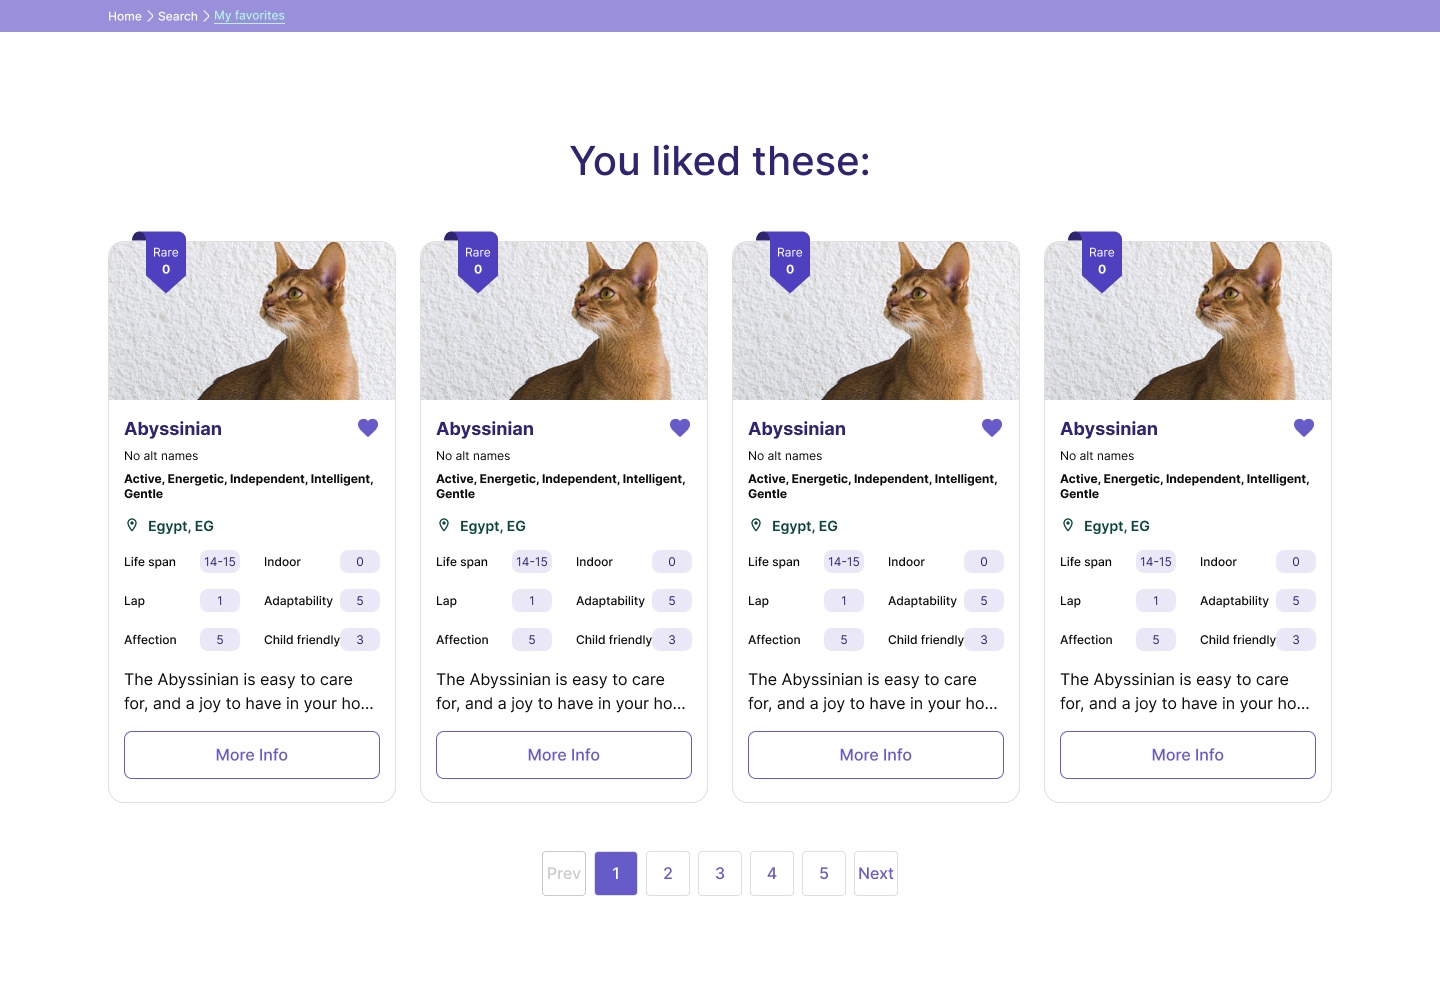 Home > Search > My favorites
You liked these:
Rare
0
Abyssinian
No alt names
Active, Energetic, Independent, Intelligent,
Gentle
Egypt, EG
Life span 14-15 Indoor 0
Lap 1 Adaptability 5
Affection 5 Child friendly 3
The Abyssinian is easy to care
for, and a joy to have in your ho...
More Info
Rare
0
Abyssinian
No alt names
Active, Energetic, Independent, Intelligent,
Gentle
Egypt, EG
Life span 14-15 Indoor 0
Lap 1 Adaptability 5
Affection 5 Child friendly 3
The Abyssinian is easy to care
for, and a joy to have in your ho...
More Info
Rare
0
Abyssinian
No alt names
Active, Energetic, Independent, Intelligent,
Gentle
Egypt, EG
Life span 14-15 Indoor 0
Lap 1 Adaptability 5
Affection 5 Child friendly 3
The Abyssinian is easy to care
for, and a joy to have in your ho...
More Info
Rare
0
Abyssinian
No alt names
Active, Energetic, Independent, Intelligent,
Gentle
Egypt, EG
Life span 14-15 Indoor 0
Lap 1 Adaptability 5
Affection 5 Child friendly 3
The Abyssinian is easy to care
for, and a joy to have in your ho...
More Info
Prev 1 2 3 4 5 Next